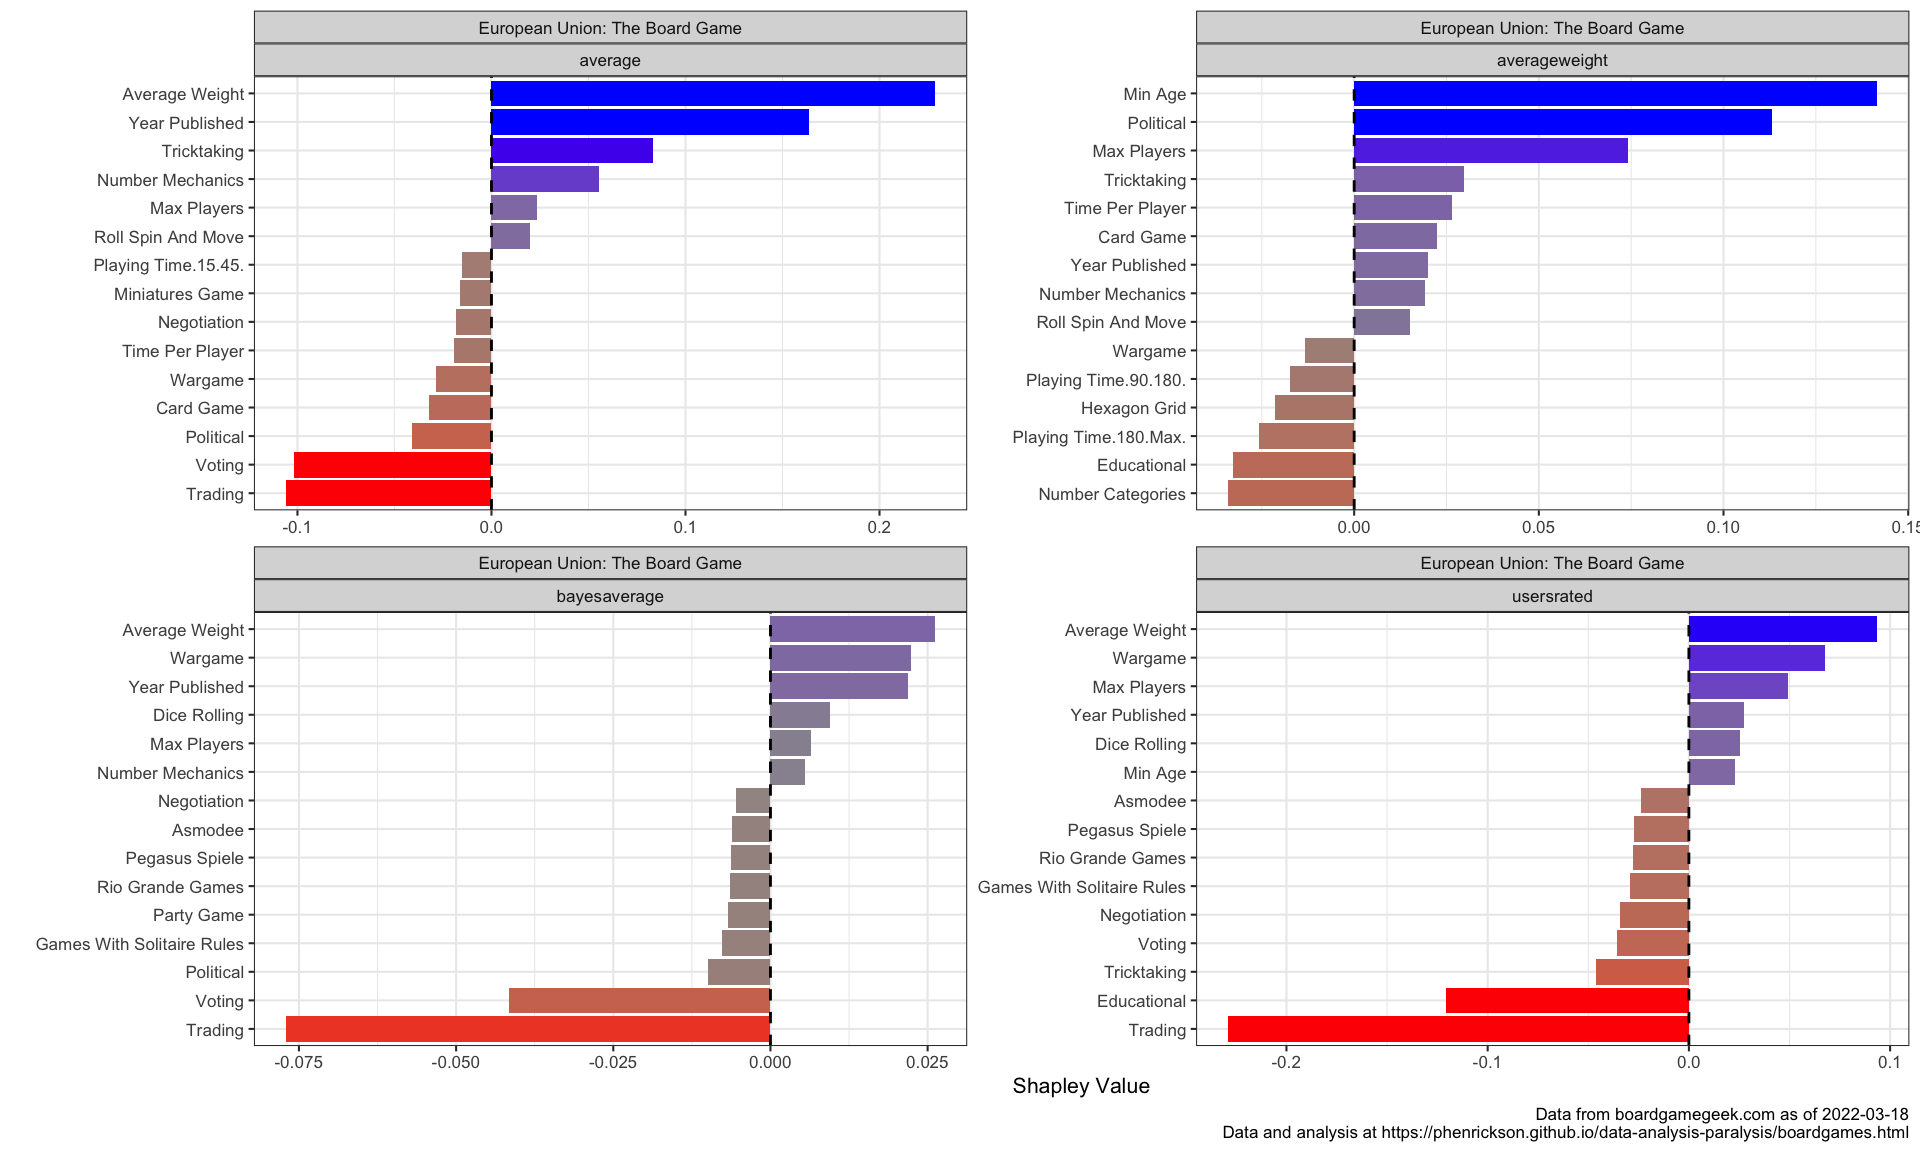 European Union: The Board Game
average
Average Weight
Year Published
Tricktaking
Number Mechanics
Max Players
Roll Spin And Move
Playing Time.15.45.
Miniatures Game
Negotiation
Time Per Player
Wargame
Card Game
Political
Voting
Trading
-0.1 0.0 0.1 0.2
European Union: The Board Game
averageweight
Min Age
Political
Max Players
Tricktaking
Time Per Player
Card Game
Year Published
Number Mechanics
Roll Spin And Move
Wargame
Playing Time.90.180.
Hexagon Grid
Playing Time.180.Max.
Educational
Number Categories
0.00 0.05 0.10 0.15
European Union: The Board Game
bayesaverage
Average Weight
Wargame
Year Published
Dice Rolling
Max Players
Number Mechanics
Negotiation
Asmodee
Pegasus Spiele
Rio Grande Games
Party Game
Games With Solitaire Rules
Political
Voting
Trading
-0.075 -0.050 -0.025 0.000 0.025
European Union: The Board Game
usersrated
Average Weight
Wargame
Max Players
Year Published
Dice Rolling
Min Age
Asmodee
Pegasus Spiele
Rio Grande Games
Games With Solitaire Rules
Negotiation
Voting
Tricktaking
Educational
Trading
-0.2 -0.1 0.0 0.1
Shapley Value
Data from boardgamegeek.com as of 2022-03-18
Data and analysis at https://phenrickson.github.io/data-analysis-paralysis/boardgames.html